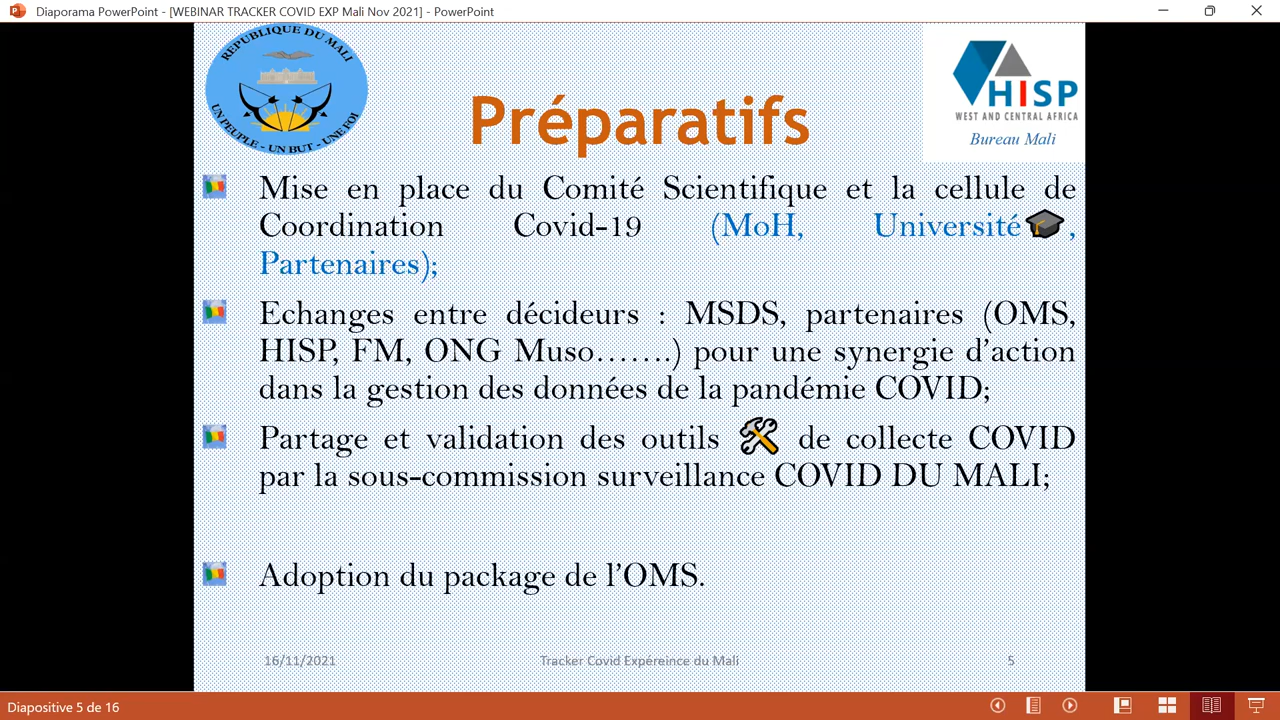 Diaporama PowerPoint - [WEBINAR TRACKER COVID EXP Mali Nov 2021] - PowerPoint
REPUBLIQUE DU MALI
UN PEUPLE - UN BUT - UNE FOI
HISP
WEST AND CENTRAL AFRICA
Bureau Mali
Préparatifs
Mise en place du Comité Scientifique et la cellule de
Coordination Covid-19 (MoH, Université🎓,
Partenaires);
Echanges entre décideurs : MSDS, partenaires (OMS,
HISP, FM, ONG Muso…….) pour une synergie d’action
dans la gestion des données de la pandémie COVID;
Partage et validation des outils 🛠 de collecte COVID
par la sous-commission surveillance COVID DU MALI;
Adoption du package de l’OMS.
16/11/2021
Tracker Covid Expéreince du Mali
5
Diapositive 5 de 16